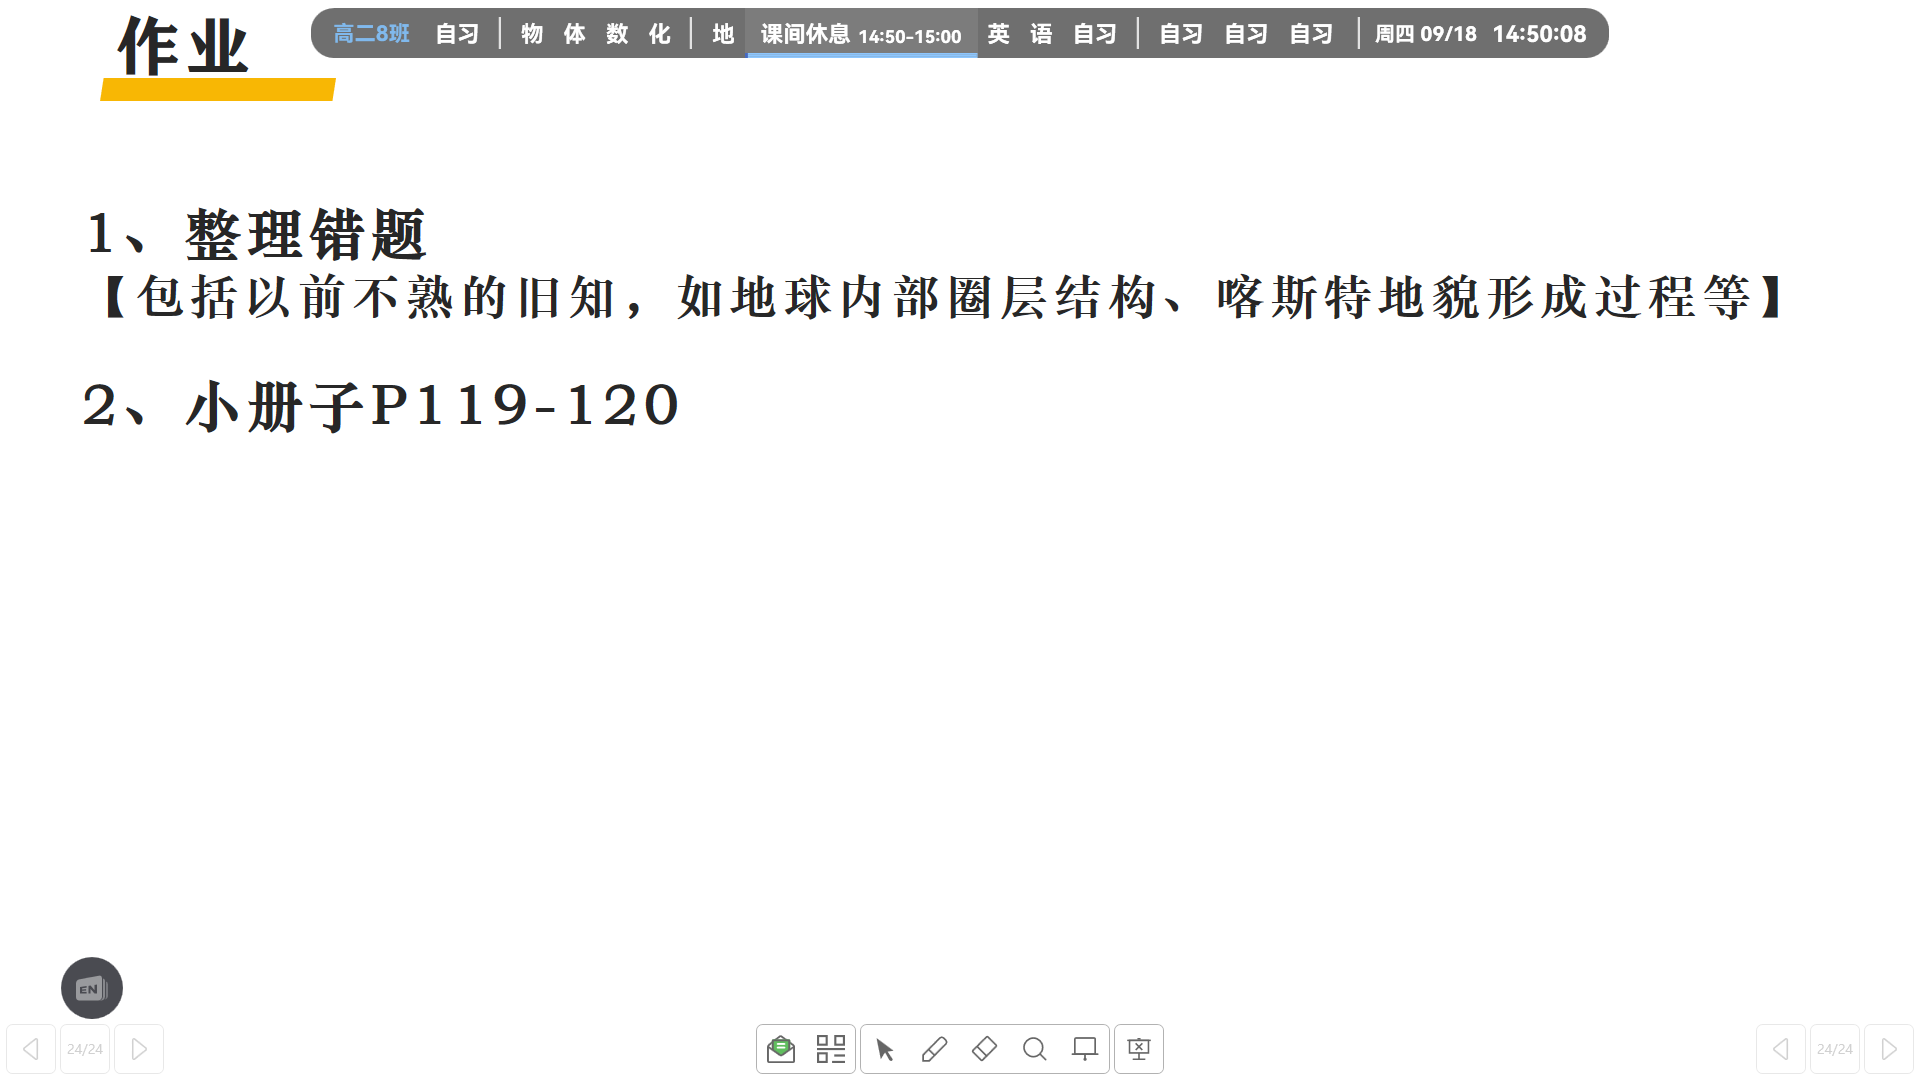 作业
高二8班 自习 物 体 数 化 地 课间休息 14:50-15:00 英 语 自习 自习 自习 自习 周四 09/18 14:50:08
1、整理错题
【包括以前不熟的旧知，如地球内部圈层结构、喀斯特地貌形成过程等】
2、小册子P119-120
EN
24/24
24/24